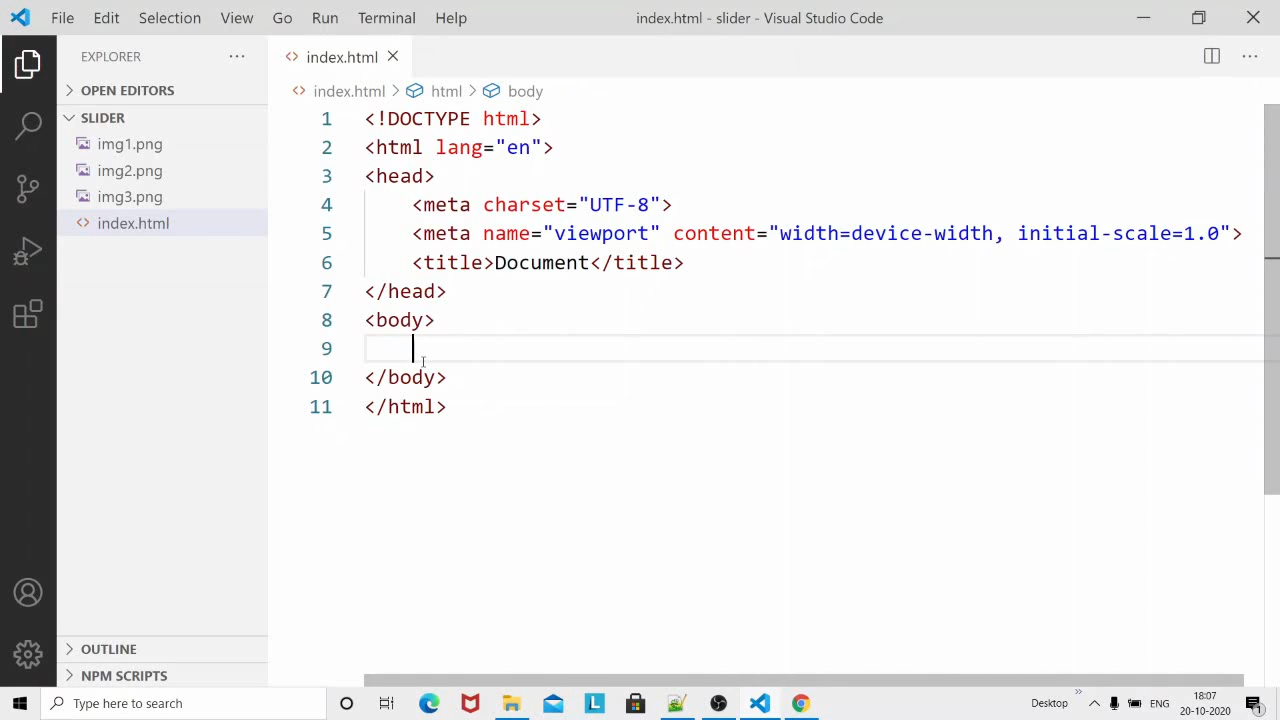 File Edit Selection View Go Run Terminal Help index.html - slider - Visual Studio Code
EXPLORER ··· index.html
OPEN EDITORS
index.html > html > body
SLIDER
img1.png
img2.png
img3.png
index.html
1 <!DOCTYPE html>
2 <html lang="en">
3 <head>
4 <meta charset="UTF-8">
5 <meta name="viewport" content="width=device-width, initial-scale=1.0">
6 <title>Document</title>
7 </head>
8 <body>
9
10 </body>
11 </html>
OUTLINE
NPM SCRIPTS
Type here to search
L
Desktop
ENG
18:07
20-10-2020
1